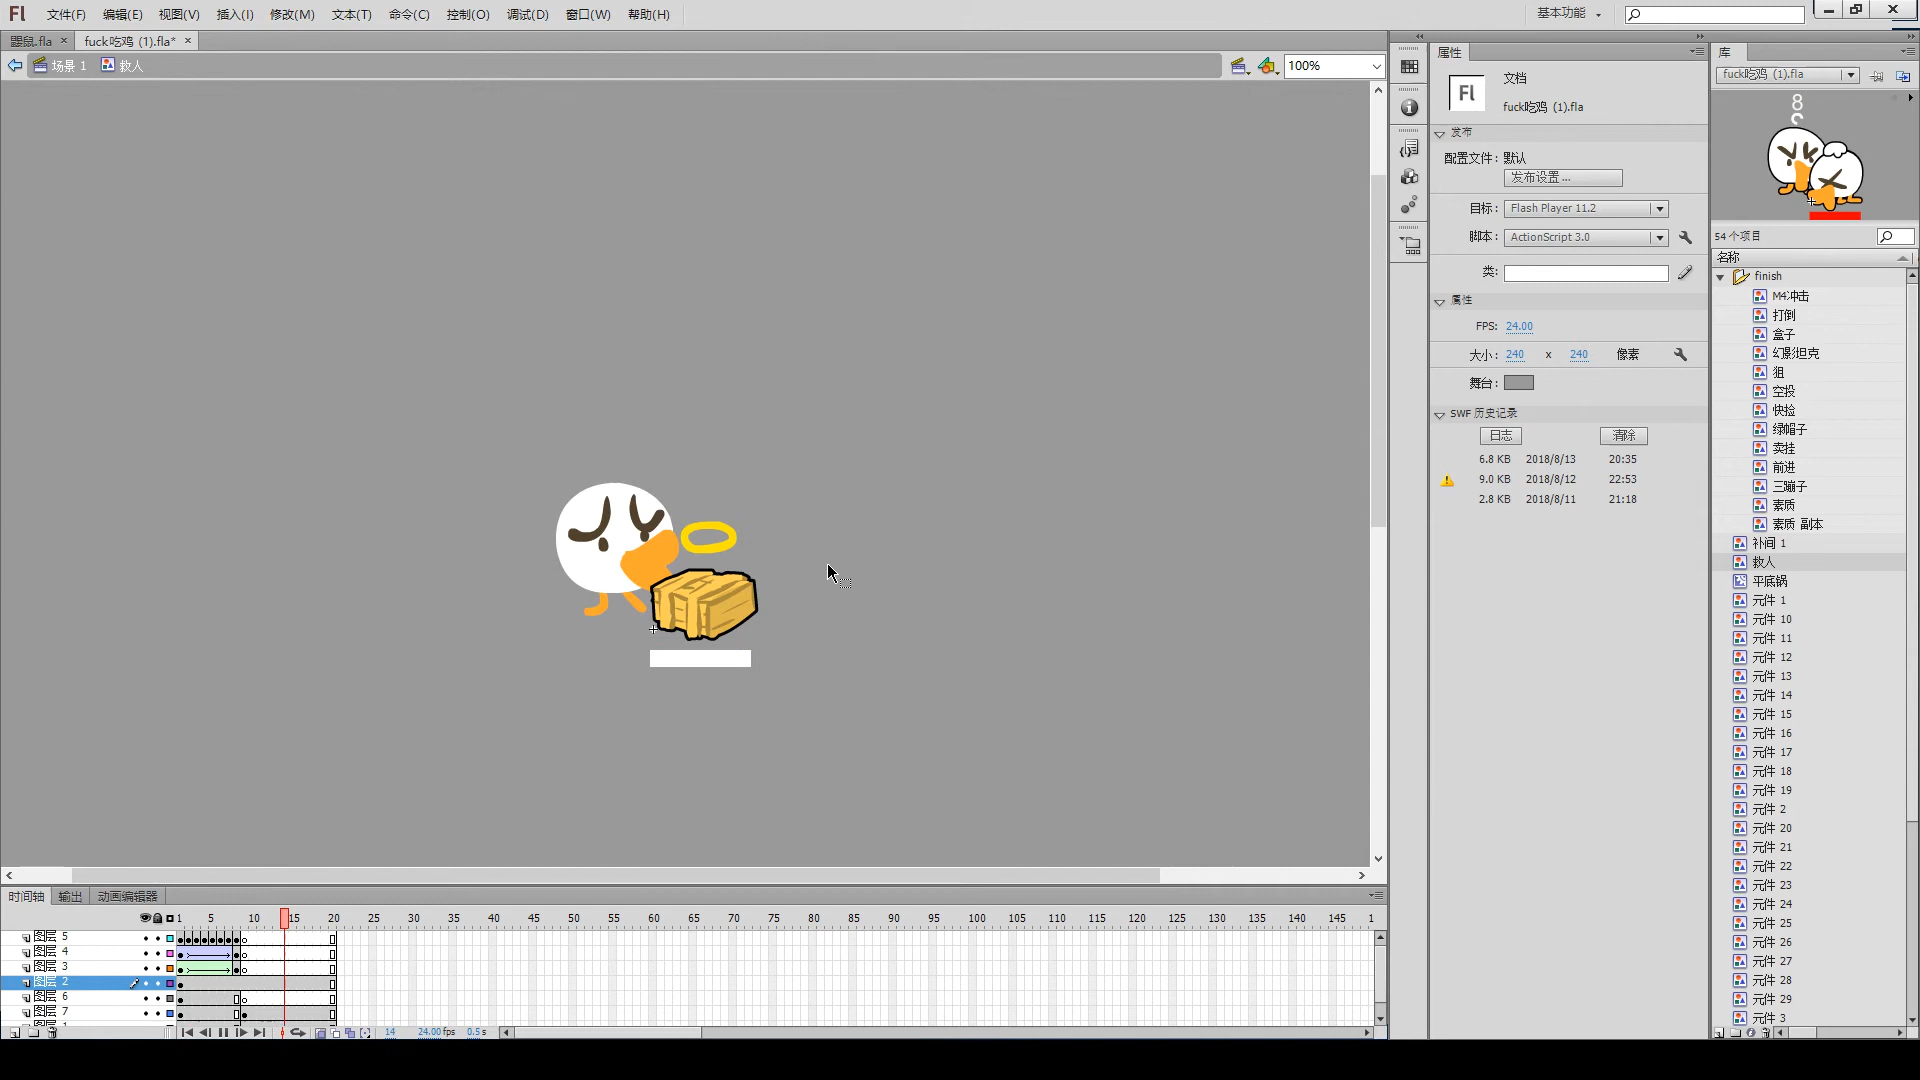 Fl 文件(F) 编辑(E) 视图(V) 插入(I) 修改(M) 文本(T) 命令(C) 控制(O) 调试(D) 窗口(W) 帮助(H) 基本功能
鼹鼠.fla × fuck吃鸡 (1).fla* ×
场景 1 救人 100%
属性
Fl
文档
fuck吃鸡 (1).fla
发布
配置文件: 默认
发布设置...
目标: Flash Player 11.2
脚本: ActionScript 3.0
类:
属性
FPS: 24.00
大小: 240 x 240 像素
舞台:
SWF 历史记录
日志 清除
6.8 KB 2018/8/13 20:35
9.0 KB 2018/8/12 22:53
2.8 KB 2018/8/11 21:18
库
fuck吃鸡 (1).fla
8
54 个项目
名称
finish
M4冲击
打倒
盒子
幻影坦克
狙
空投
快捡
绿帽子
卖挂
前进
三蹦子
素质
素质 副本
补间 1
救人
平底锅
元件 1
元件 10
元件 11
元件 12
元件 13
元件 14
元件 15
元件 16
元件 17
元件 18
元件 19
元件 2
元件 20
元件 21
元件 22
元件 23
元件 24
元件 25
元件 26
元件 27
元件 28
元件 29
元件 3
时间轴 输出 动画编辑器
1 5 10 15 20 25 30 35 40 45 50 55 60 65 70 75 80 85 90 95 100 105 110 115 120 125 130 135 140 145 1
图层 5
图层 4
图层 3
图层 2
图层 6
图层 7
14 24.00 fps 0.5 s